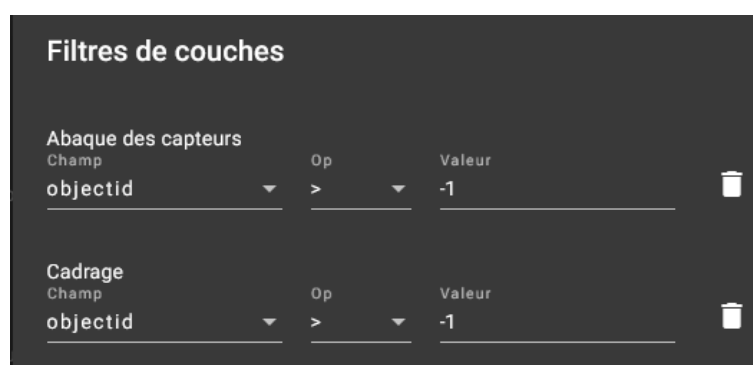 Filtres de couches
Abaque des capteurs
Champ Op Valeur
objectid > -1
Cadrage
Champ Op Valeur
objectid > -1